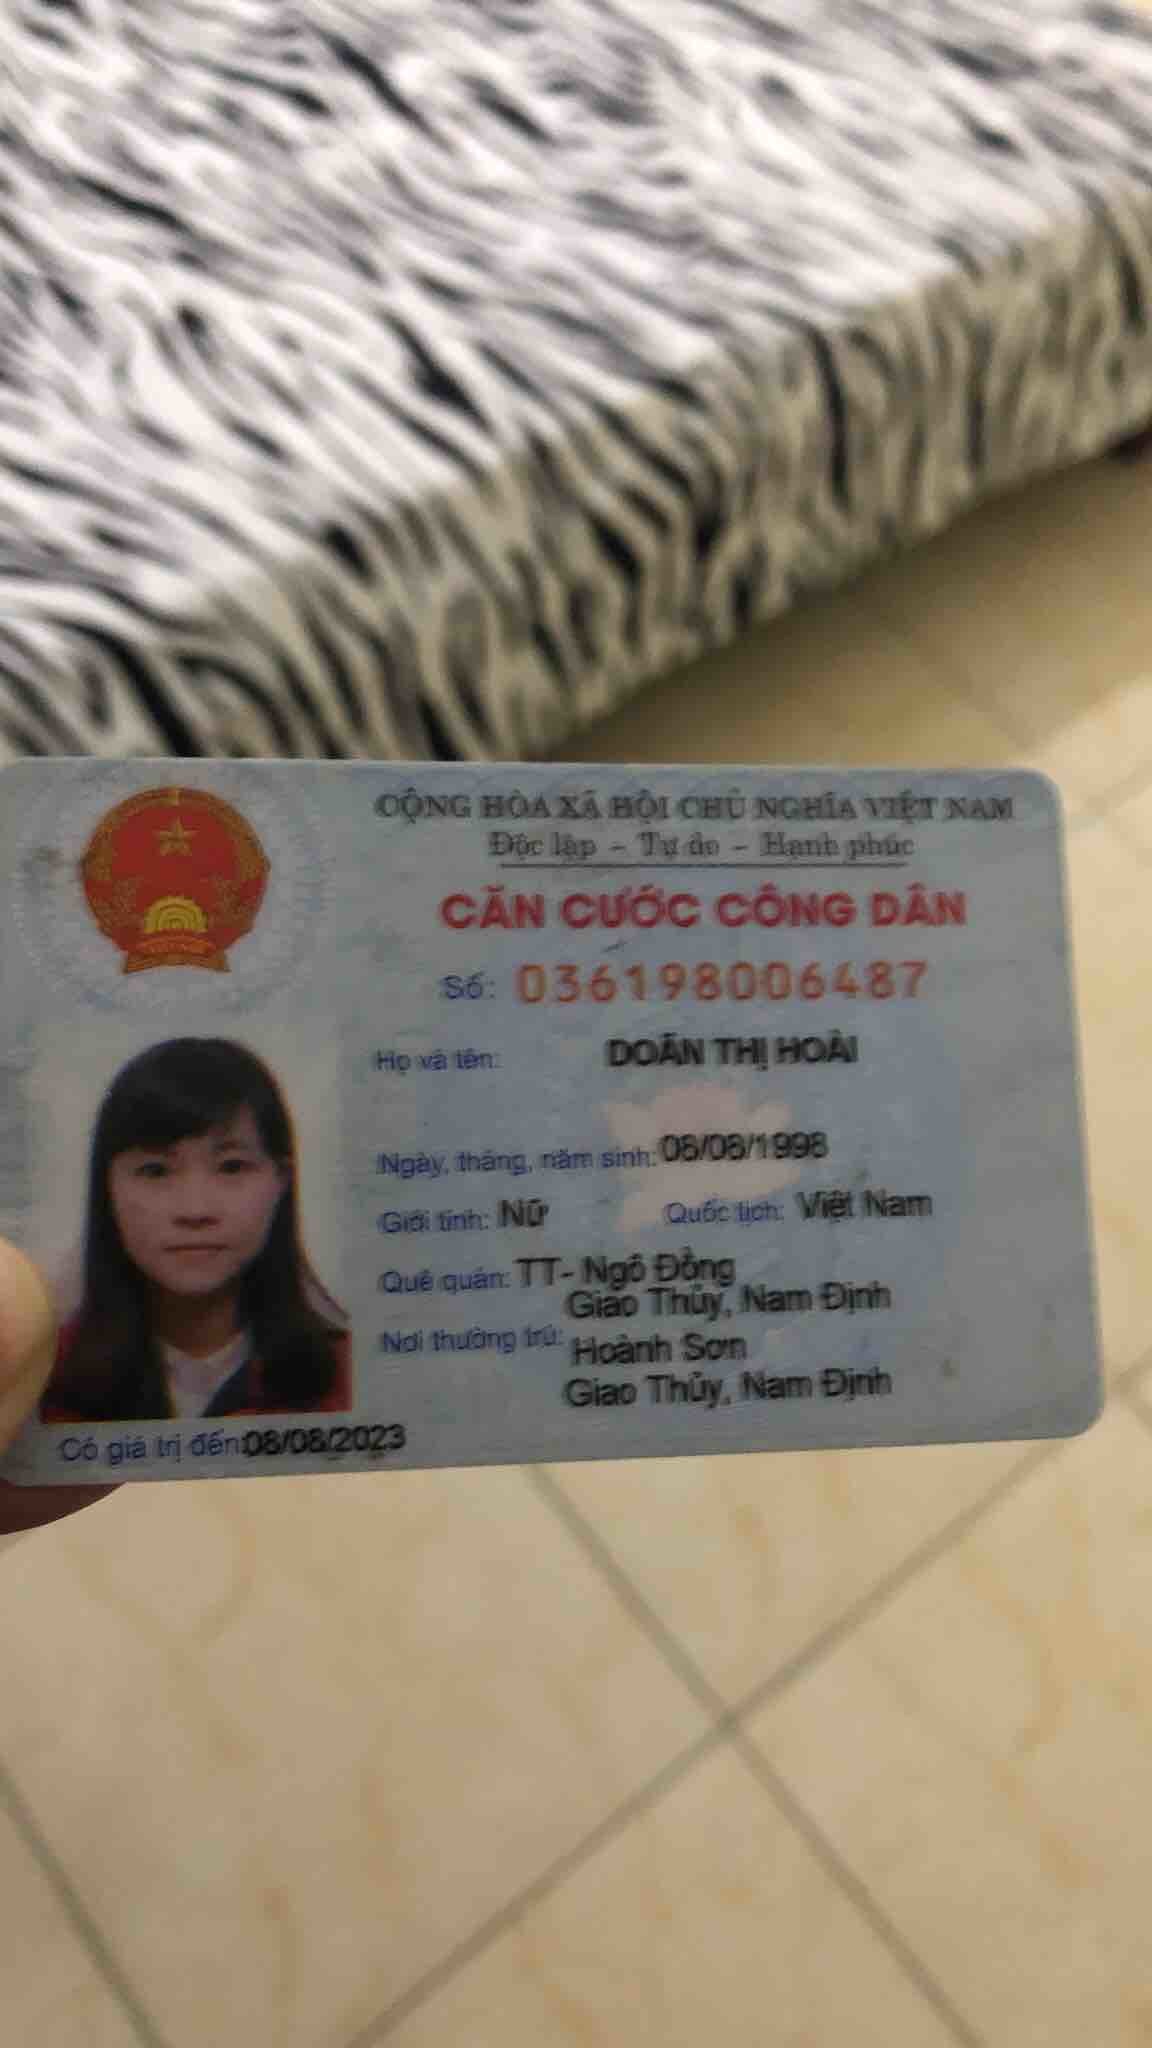 CỘNG HÒA XÃ HỘI CHỦ NGHĨA VIỆT NAM
Độc lập - Tự do - Hạnh phúc
CĂN CƯỚC CÔNG DÂN
Số: 036198006487
Họ và tên: DOÃN THỊ HOÀI
Ngày, tháng, năm sinh: 08/08/1998
Giới tính: Nữ Quốc tịch: Việt Nam
Quê quán: TT- Ngô Đồng
Giao Thủy, Nam Định
Nơi thường trú: Hoành Sơn
Giao Thủy, Nam Định
Có giá trị đến: 08/08/2023